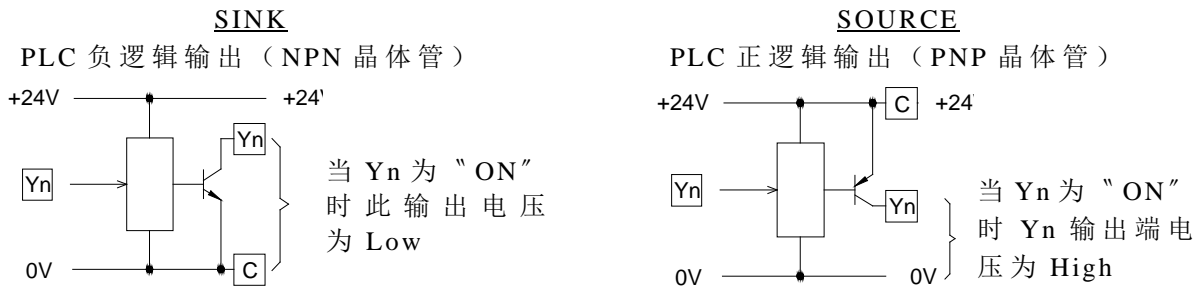 SINK
PLC 负逻辑输出（NPN 晶体管）
+24V
+24V
Yn
Yn
C
0V
当 Yn 为〝ON〞
时此输出电压
为 Low
SOURCE
PLC 正逻辑输出（PNP 晶体管）
+24V
C
+24
Yn
Yn
0V
0V
当 Yn 为〝ON〞
时 Yn 输出端电
压为 High